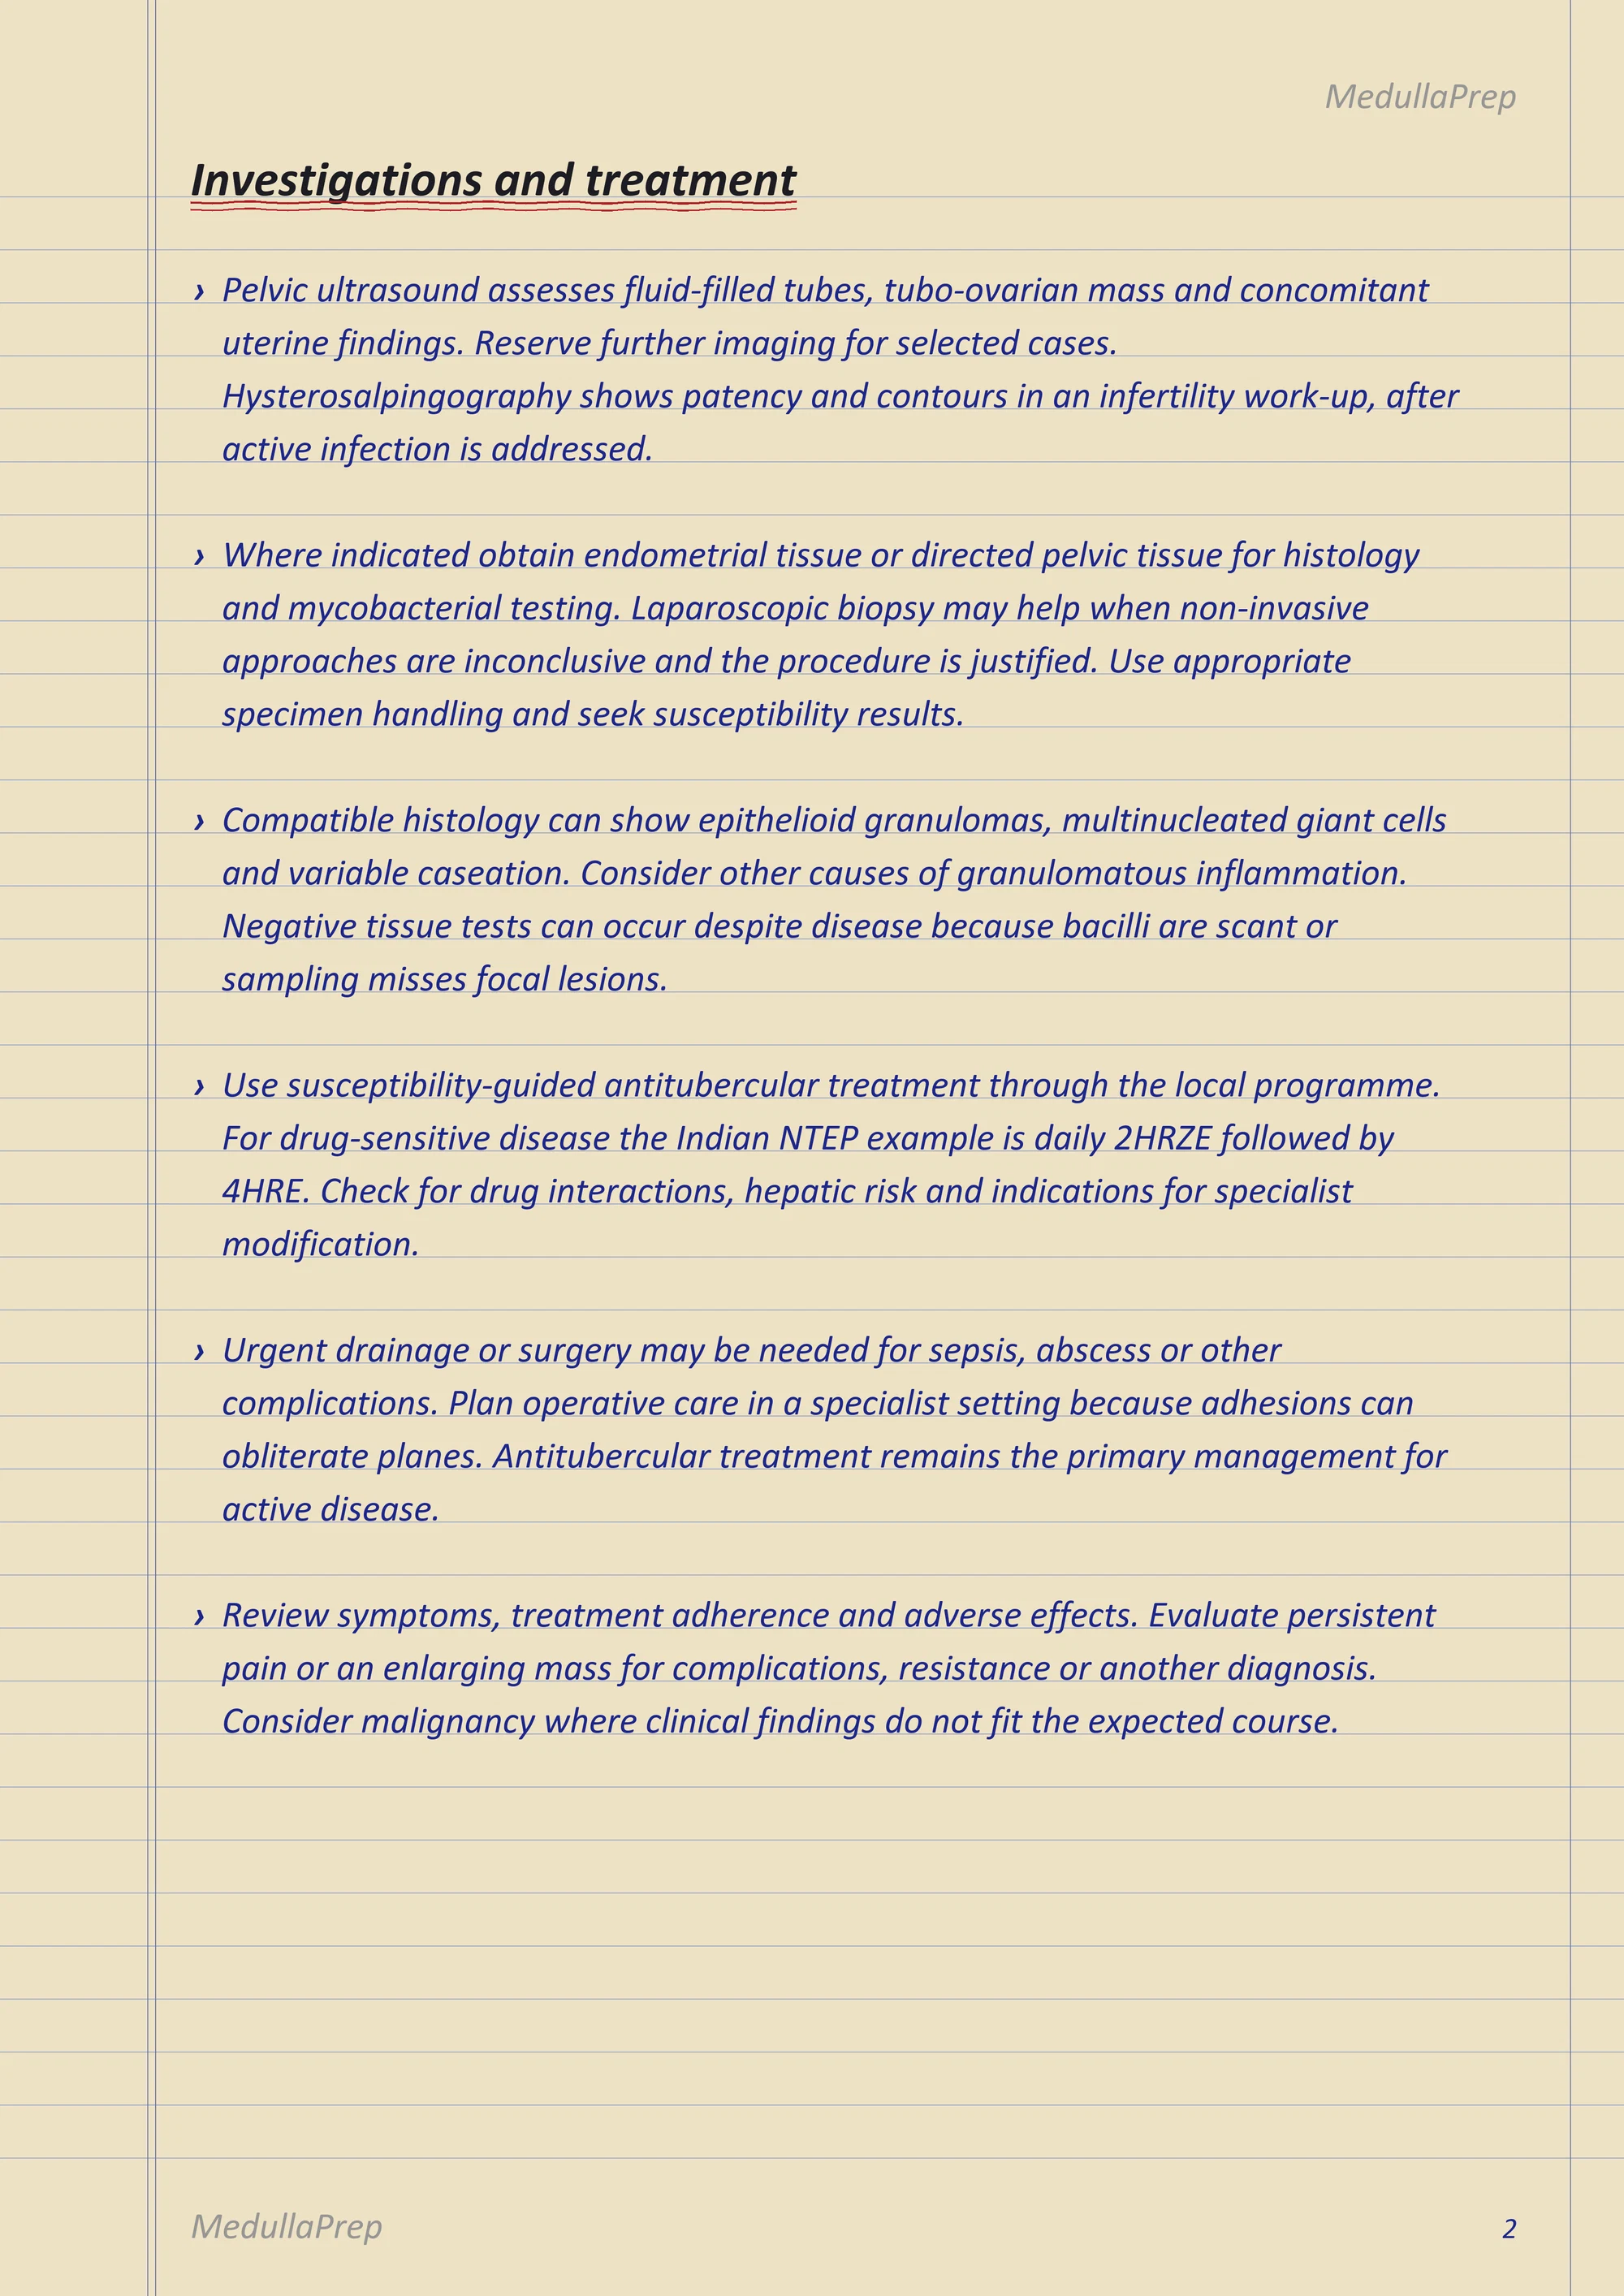 MedullaPrep
Investigations and treatment
› Pelvic ultrasound assesses fluid-filled tubes, tubo-ovarian mass and concomitant
uterine findings. Reserve further imaging for selected cases.
Hysterosalpingography shows patency and contours in an infertility work-up, after
active infection is addressed.
› Where indicated obtain endometrial tissue or directed pelvic tissue for histology
and mycobacterial testing. Laparoscopic biopsy may help when non-invasive
approaches are inconclusive and the procedure is justified. Use appropriate
specimen handling and seek susceptibility results.
› Compatible histology can show epithelioid granulomas, multinucleated giant cells
and variable caseation. Consider other causes of granulomatous inflammation.
Negative tissue tests can occur despite disease because bacilli are scant or
sampling misses focal lesions.
› Use susceptibility-guided antitubercular treatment through the local programme.
For drug-sensitive disease the Indian NTEP example is daily 2HRZE followed by
4HRE. Check for drug interactions, hepatic risk and indications for specialist
modification.
› Urgent drainage or surgery may be needed for sepsis, abscess or other
complications. Plan operative care in a specialist setting because adhesions can
obliterate planes. Antitubercular treatment remains the primary management for
active disease.
› Review symptoms, treatment adherence and adverse effects. Evaluate persistent
pain or an enlarging mass for complications, resistance or another diagnosis.
Consider malignancy where clinical findings do not fit the expected course.
MedullaPrep
2